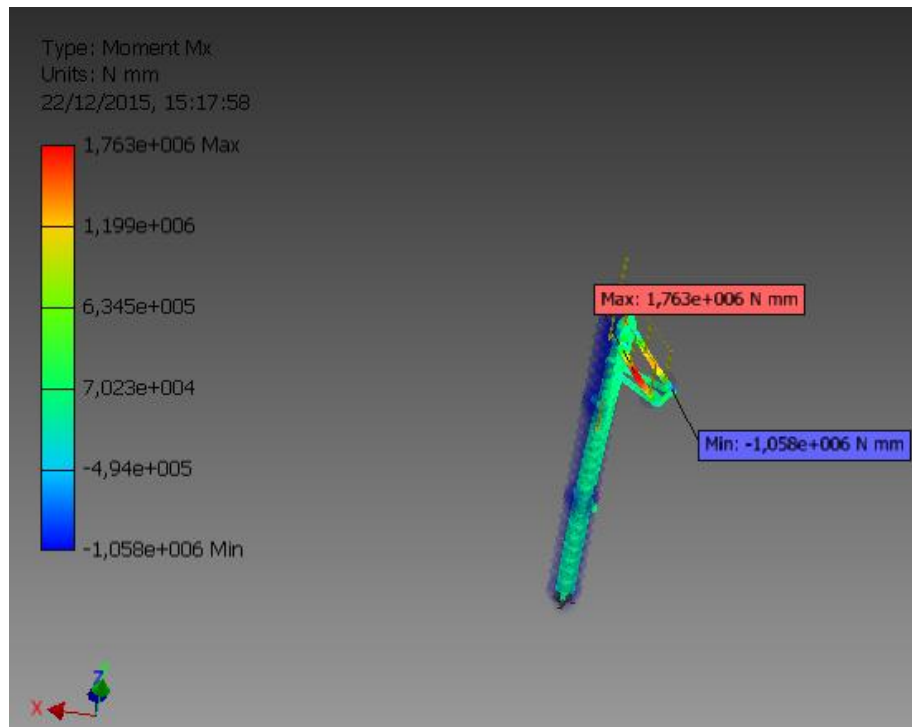 Type: Moment Mx
Units: N mm
22/12/2015, 15:17:58
1,763e+006 Max
1,199e+006
6,345e+005
7,023e+004
-4,94e+005
-1,058e+006 Min
Max: 1,763e+006 N mm
Min: -1,058e+006 N mm
Z
X